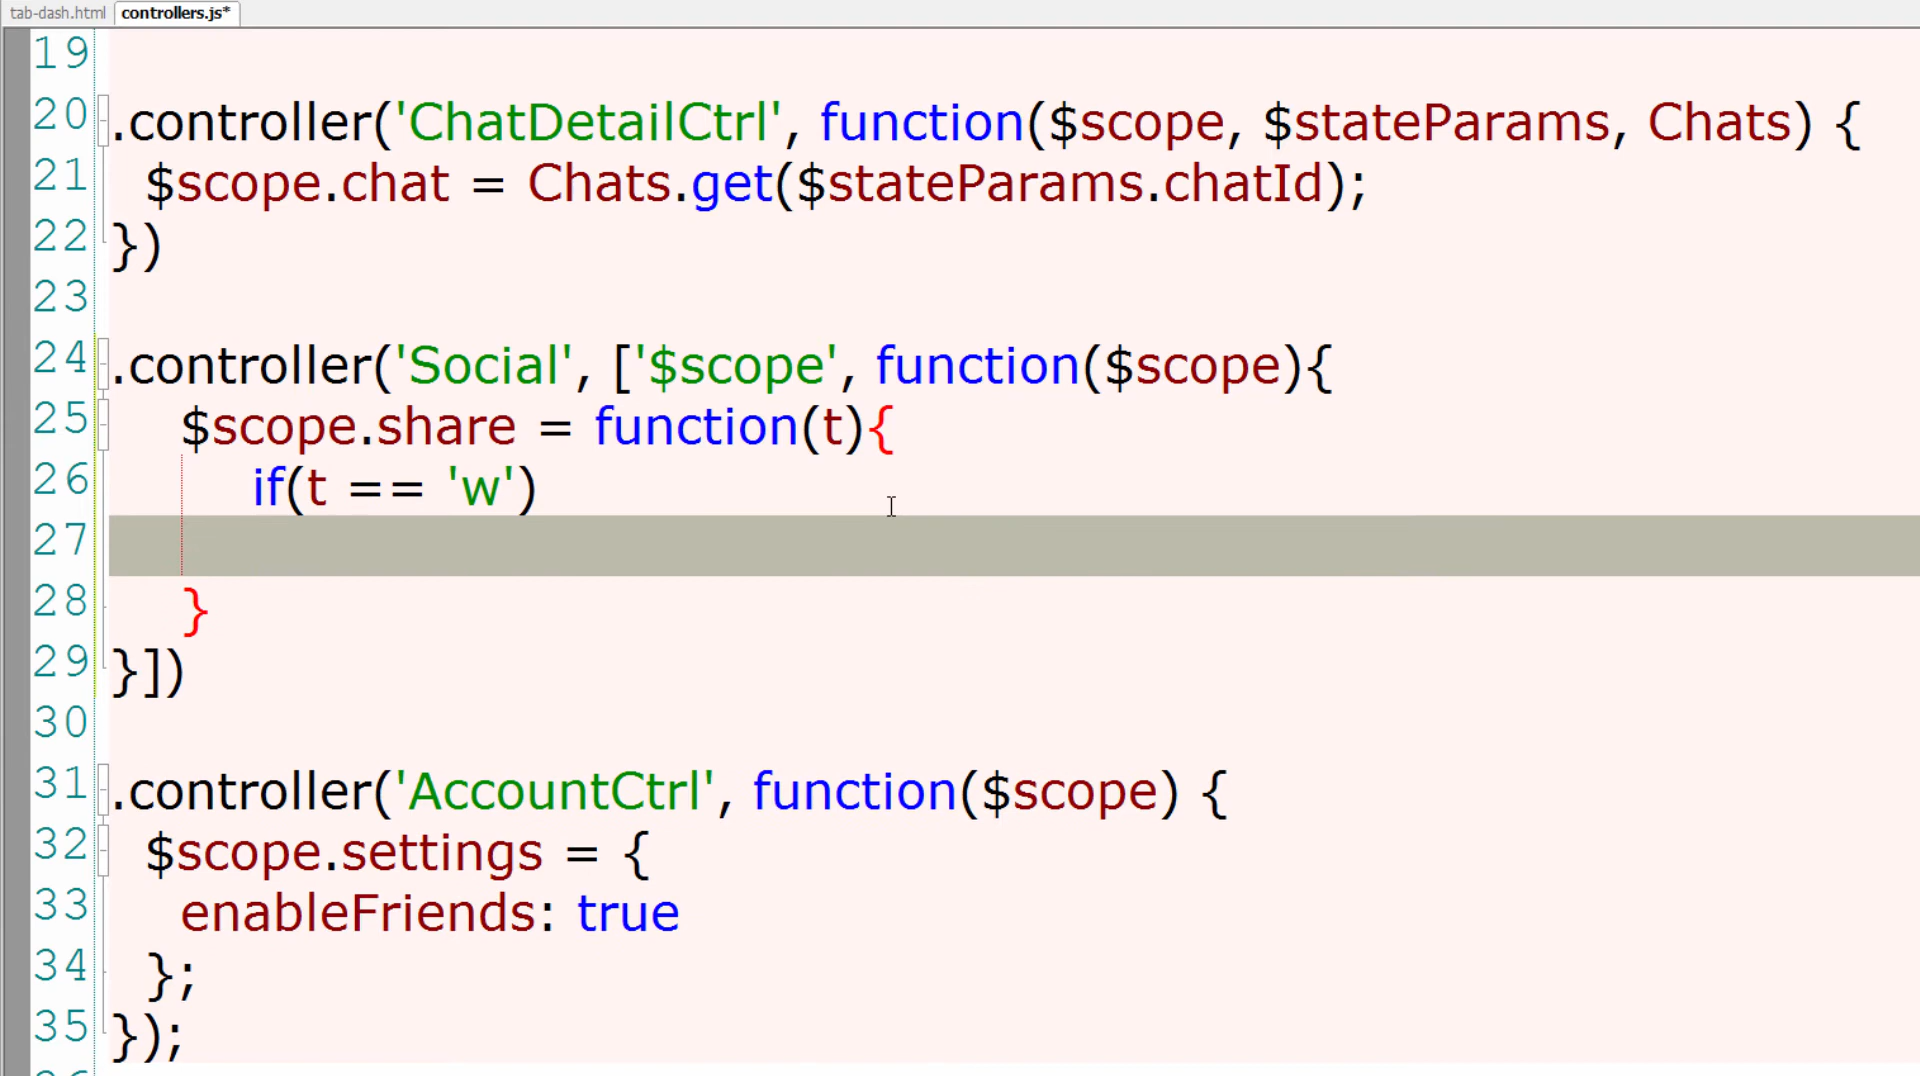 tab-dash.html controllers.js*
19
20 .controller('ChatDetailCtrl', function($scope, $stateParams, Chats) {
21 $scope.chat = Chats.get($stateParams.chatId);
22 })
23
24 .controller('Social', ['$scope', function($scope){
25 $scope.share = function(t){
26 if(t == 'w')
27
28 }
29 }])
30
31 .controller('AccountCtrl', function($scope) {
32 $scope.settings = {
33 enableFriends: true
34 };
35 });